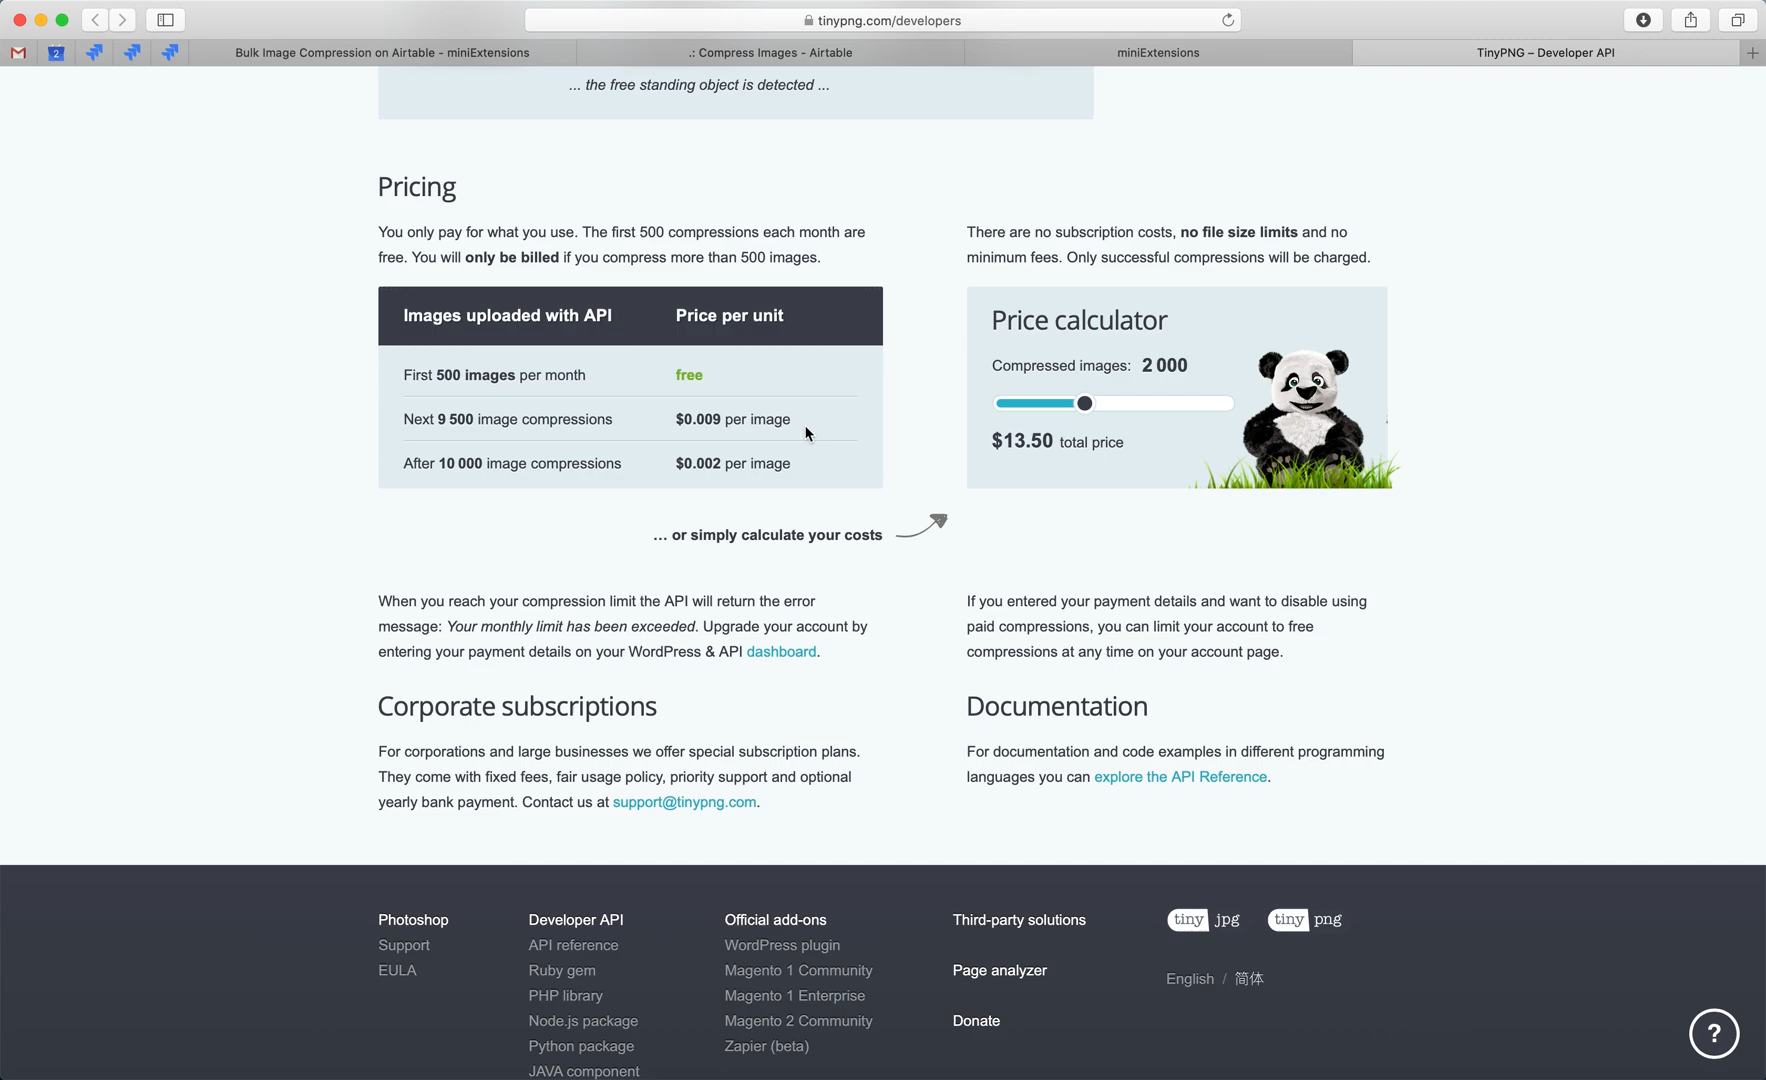 tinypng.com/developers
2
Bulk Image Compression on Airtable - miniExtensions
.: Compress Images - Airtable
miniExtensions
TinyPNG – Developer API
... the free standing object is detected ...
Pricing
You only pay for what you use. The first 500 compressions each month are
free. You will only be billed if you compress more than 500 images.
There are no subscription costs, no file size limits and no
minimum fees. Only successful compressions will be charged.
Images uploaded with API Price per unit
First 500 images per month free
Next 9 500 image compressions $0.009 per image
After 10 000 image compressions $0.002 per image
Price calculator
Compressed images: 2 000
$13.50 total price
... or simply calculate your costs
When you reach your compression limit the API will return the error
message: Your monthly limit has been exceeded. Upgrade your account by
entering your payment details on your WordPress & API dashboard.
If you entered your payment details and want to disable using
paid compressions, you can limit your account to free
compressions at any time on your account page.
Corporate subscriptions
For corporations and large businesses we offer special subscription plans.
They come with fixed fees, fair usage policy, priority support and optional
yearly bank payment. Contact us at support@tinypng.com.
Documentation
For documentation and code examples in different programming
languages you can explore the API Reference.
Photoshop
Support
EULA
Developer API
API reference
Ruby gem
PHP library
Node.js package
Python package
JAVA component
Official add-ons
WordPress plugin
Magento 1 Community
Magento 1 Enterprise
Magento 2 Community
Zapier (beta)
Third-party solutions
Page analyzer
Donate
tiny jpg
tiny png
English / 简体
?